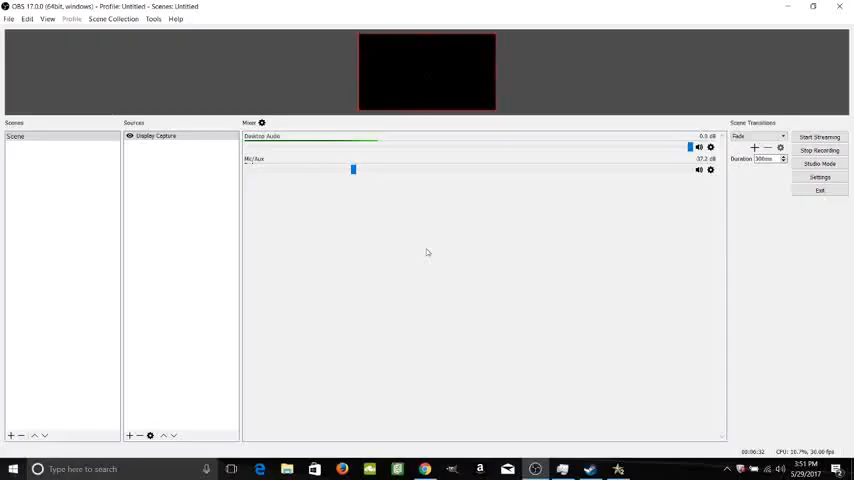 OBS 17.0.0 (64bit, windows) - Profile: Untitled - Scenes: Untitled
File Edit View Profile Scene Collection Tools Help
Scenes Sources Mixer Scene Transitions
Scene Display Capture Desktop Audio 0.0 dB Fade Start Streaming
Stop Recording
Mic/Aux -37.2 dB Duration 300ms Studio Mode
Settings
Exit
00:06:32 CPU: 10.7%, 30.00 fps
Type here to search 3:51 PM
5/29/2017